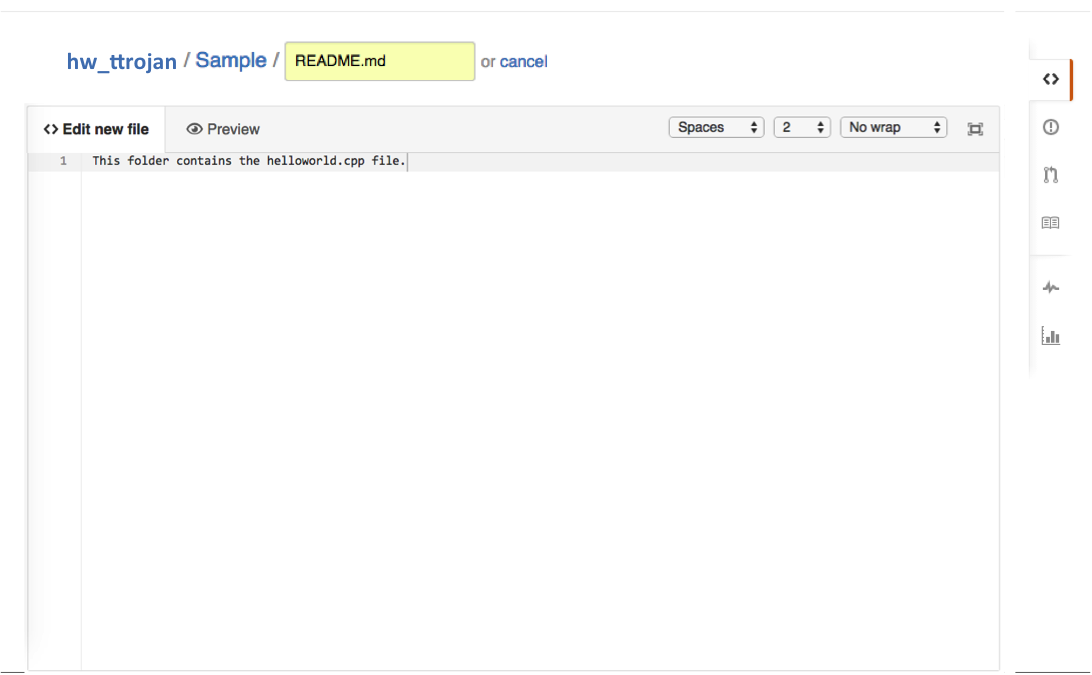 hw_ttrojan / Sample / README.md or cancel
<> Edit new file Preview Spaces 2 No wrap
1 This folder contains the helloworld.cpp file.